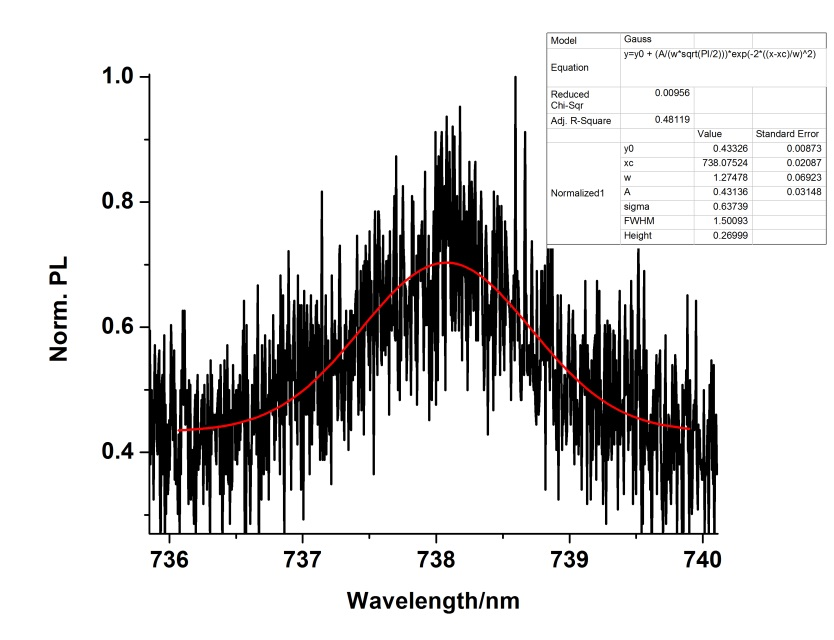 Model Gauss
Equation y=y0 + (A/(w*sqrt(PI/2)))*exp(-2*((x-xc)/w)^2)
Reduced
Chi-Sqr 0.00956
Adj. R-Square 0.48119
Value Standard Error
Normalized1 y0 0.43326 0.00873
xc 738.07524 0.02087
w 1.27478 0.06923
A 0.43136 0.03148
sigma 0.63739
FWHM 1.50093
Height 0.26999
1.0
0.8
0.6
0.4
Norm. PL
736 737 738 739 740
Wavelength/nm